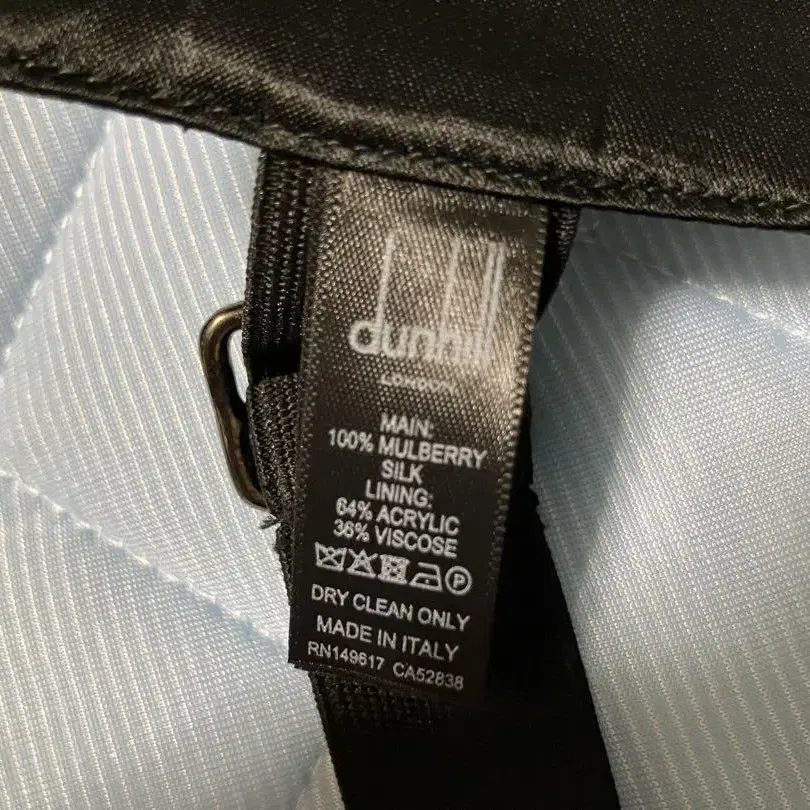 dunhill
LONDON
MAIN:
100% MULBERRY
SILK
LINING:
64% ACRYLIC
36% VISCOSE
P
DRY CLEAN ONLY
MADE IN ITALY
RN149617 CA52838